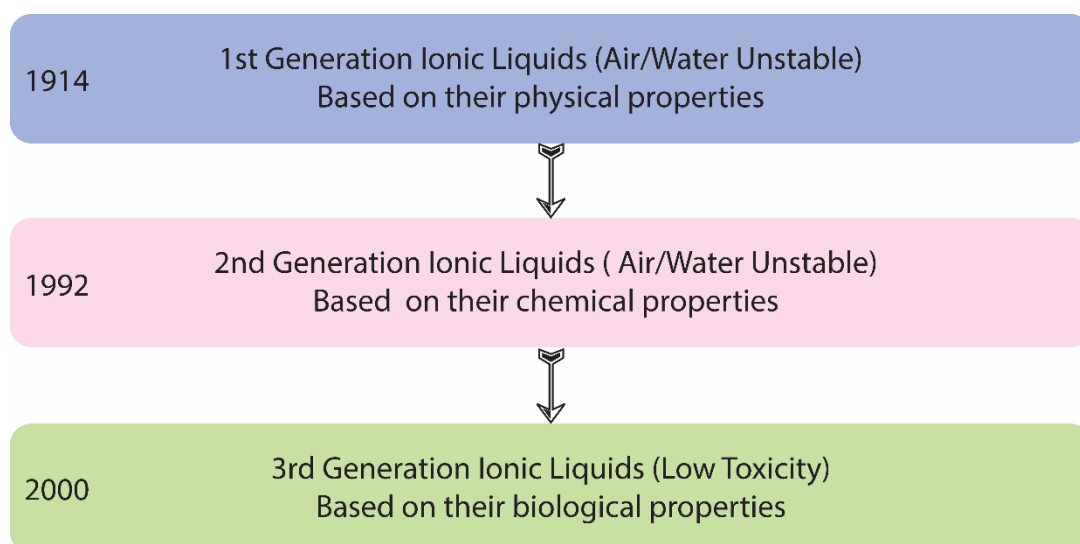 1914
1st Generation Ionic Liquids (Air/Water Unstable)
Based on their physical properties
1992
2nd Generation Ionic Liquids ( Air/Water Unstable)
Based  on their chemical properties
2000
3rd Generation Ionic Liquids (Low Toxicity)
Based on their biological properties